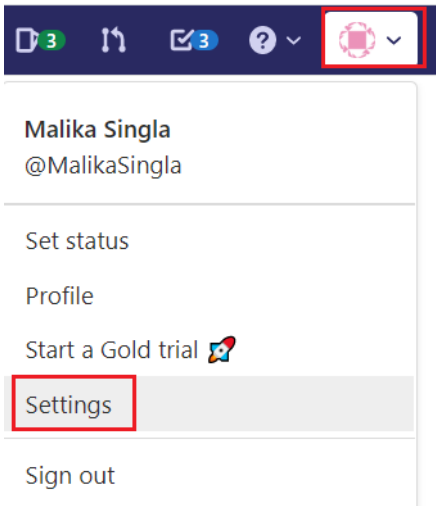 3 3
Malika Singla
@MalikaSingla
Set status
Profile
Start a Gold trial 🚀
Settings
Sign out